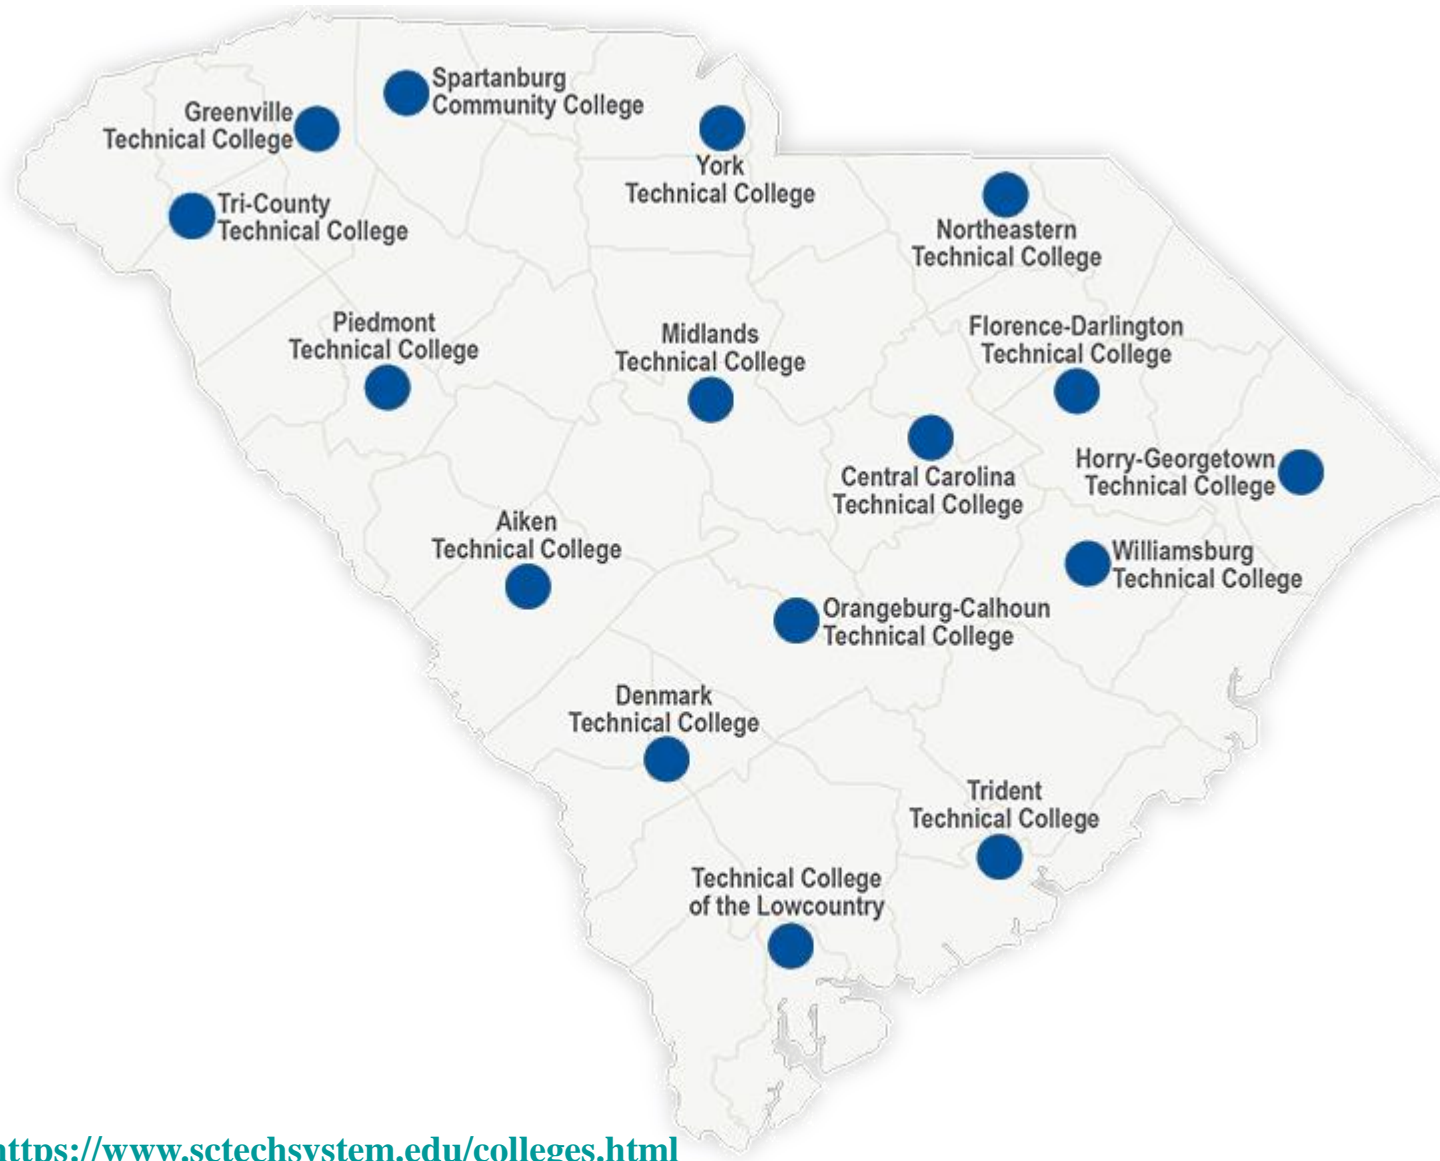 Spartanburg
Community College
Greenville
Technical College
York
Technical College
Tri-County
Technical College
Northeastern
Technical College
Piedmont
Technical College
Midlands
Technical College
Florence-Darlington
Technical College
Central Carolina
Technical College
Horry-Georgetown
Technical College
Aiken
Technical College
Williamsburg
Technical College
Orangeburg-Calhoun
Technical College
Denmark
Technical College
Trident
Technical College
Technical College
of the Lowcountry
https://www.sctechsystem.edu/colleges.html